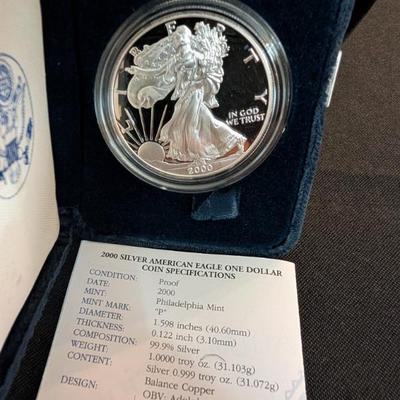 LIBERTY
IN GOD
WE TRUST
2000
2000 SILVER AMERICAN EAGLE ONE DOLLAR
COIN SPECIFICATIONS
CONDITION: Proof
DATE: 2000
MINT: Philadelphia Mint
MINT MARK: "P"
DIAMETER: 1.598 inches (40.60mm)
THICKNESS: 0.122 inch (3.10mm)
COMPOSITION: 99.9% Silver
WEIGHT: 1.0000 troy oz. (31.103g)
CONTENT: Silver 0.999 troy oz. (31.072g)
Balance Copper
DESIGN: OBV: